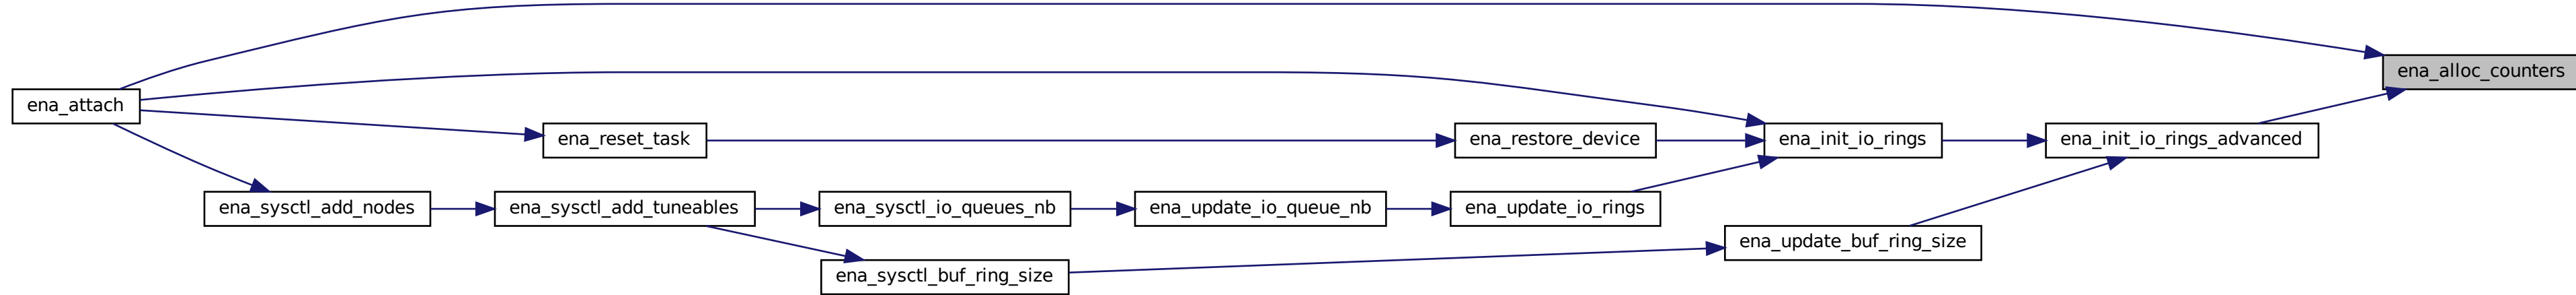 ena_alloc_counters
ena_attach
ena_reset_task
ena_restore_device
ena_init_io_rings
ena_init_io_rings_advanced
ena_sysctl_add_nodes
ena_sysctl_add_tuneables
ena_sysctl_io_queues_nb
ena_update_io_queue_nb
ena_update_io_rings
ena_update_buf_ring_size
ena_sysctl_buf_ring_size